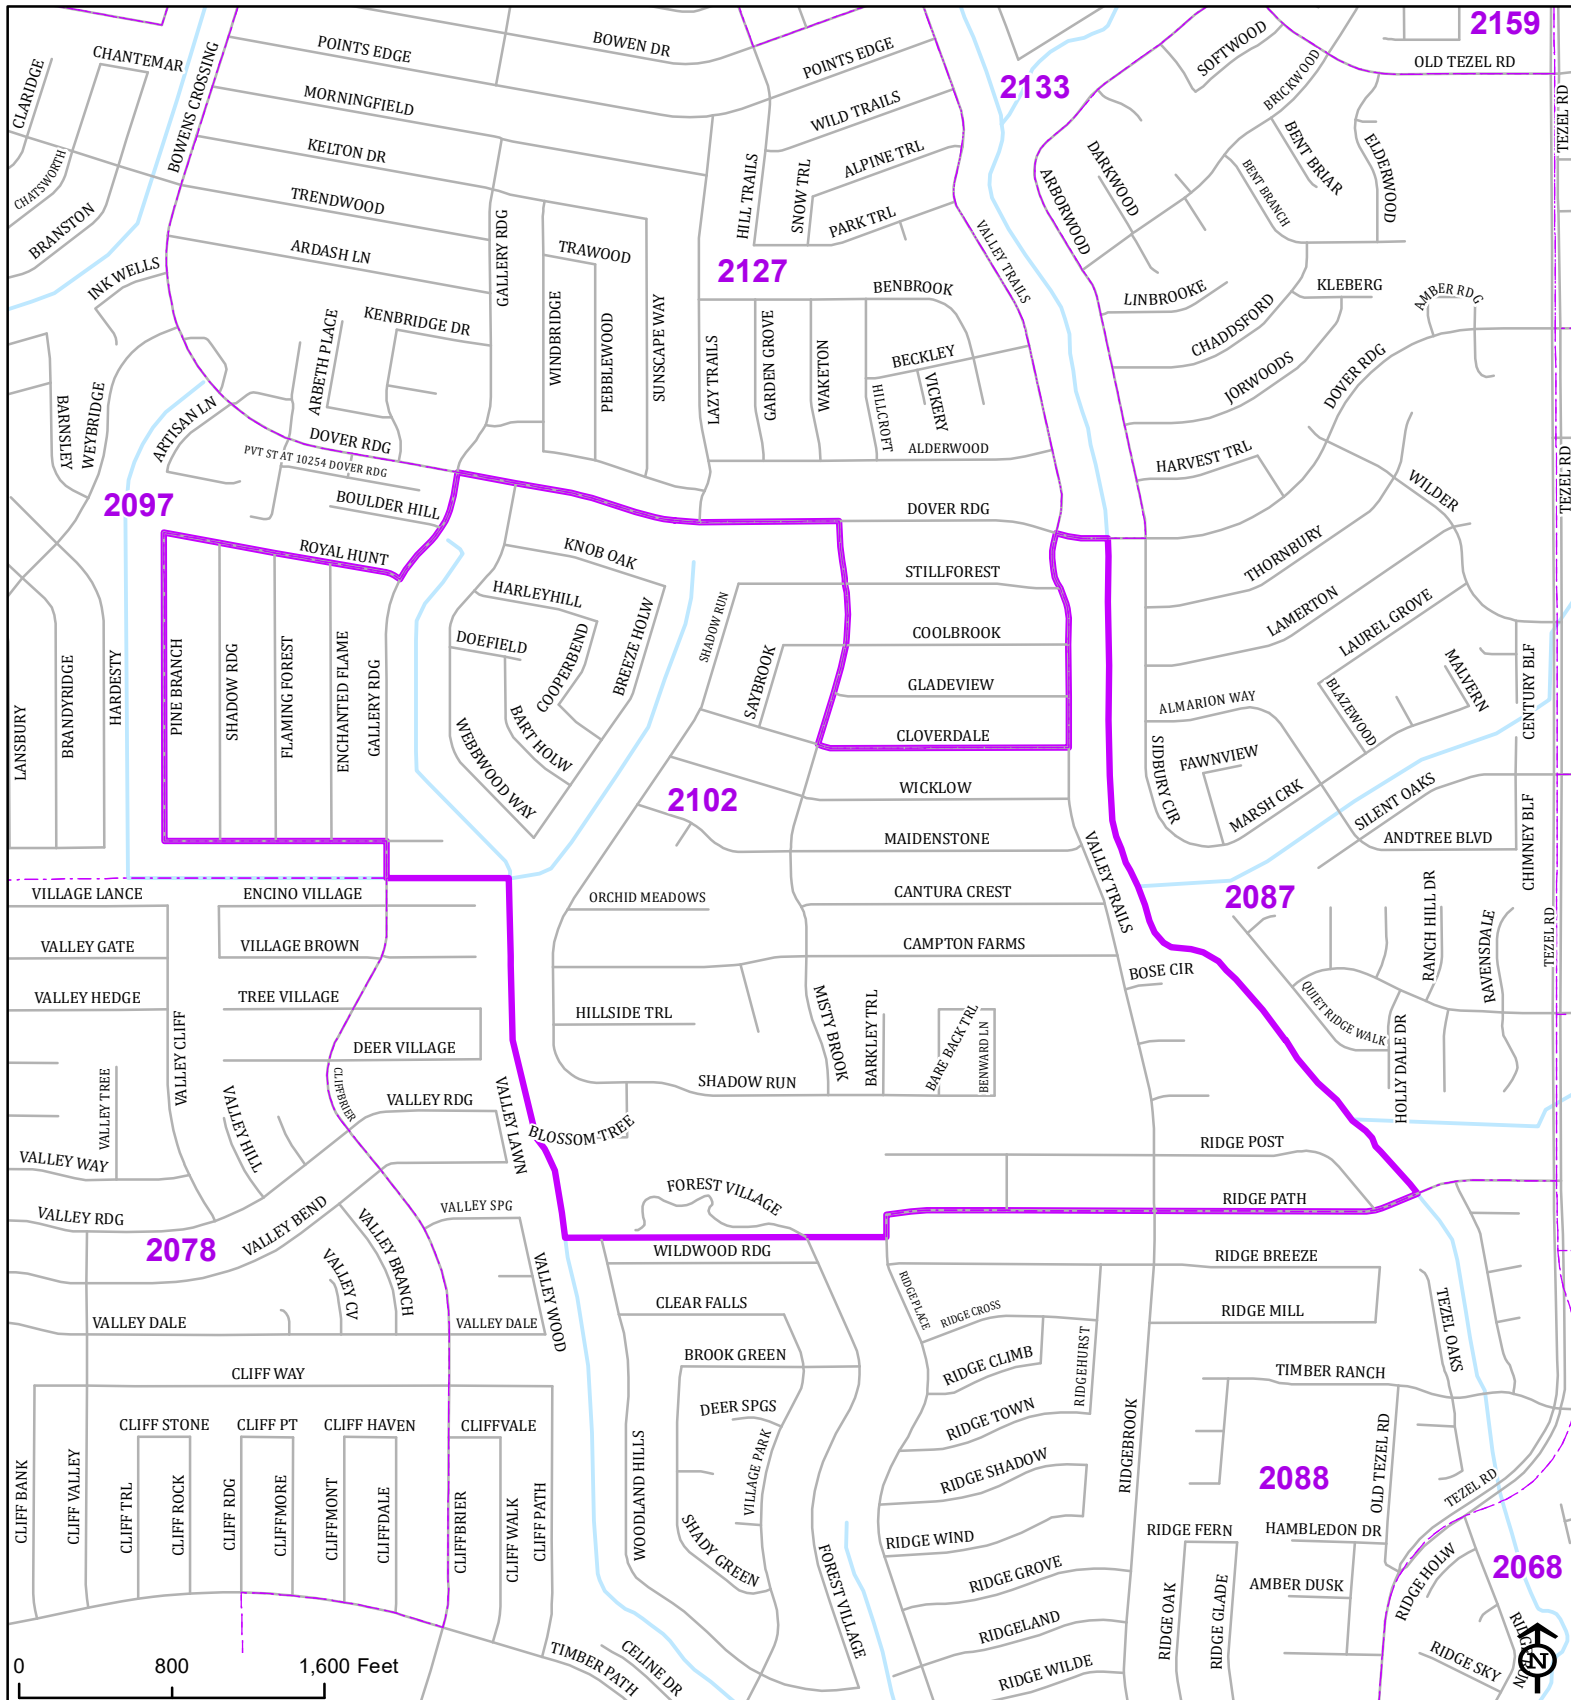 2159
CHANTEMAR
POINTS EDGE
BOWEN DR
POINTS EDGE
SOFTWOOD
OLD TEZEL RD
CLARIDGE
BOWENS CROSSING
2133
BRICKWOOD
TEZEL RD
MORNINGFIELD
WILD TRAILS
KELTON DR
ALPINE TRL
BENT BRIAR
ELDERWOOD
CHATSWORTH
DARKWOOD
BENT BRANCH
TRENDWOOD
HILL TRAILS
SNOW TRL
PARK TRL
ARBORWOOD
BRANSTON
ARDASH LN
GALLERY RDG
TRAWOOD
VALLEY TRAILS
INK WELLS
2127
BENBROOK
LINBROOKE
KLEBERG
AMBER RDG
KENBRIDGE DR
ARBETH PLACE
CHADDSFORD
WINDBRIDGE
PEBBLEWOOD
SUNSCAPE WAY
LAZY TRAILS
GARDEN GROVE
WAKETON
BECKLEY
VICKERY
HILLCROFT
JORWOODS
DOVER RDG
BARNSLEY
WEYBRIDGE
ARTISAN LN
DOVER RDG
PVT ST AT 10254 DOVER RDG
ALDERWOOD
HARVEST TRL
WILDER
TEZEL RD
2097
BOULDER HILL
DOVER RDG
ROYAL HUNT
KNOB OAK
STILLFOREST
THORNBURY
HARLEYHILL
LAMERTON
LAUREL GROVE
DOEFIELD
COOPERBEND
BREEZE HOLW
SHADOW RUN
COOLBROOK
LANSBURY
BRANDYRIDGE
HARDESTY
PINE BRANCH
SHADOW RDG
FLAMING FOREST
ENCHANTED FLAME
GALLERY RDG
SAYBROOK
GLADEVIEW
MALVERN
CENTURY BLF
BLAZEWOOD
ALMARION WAY
BART HOLW
WEBBWOOD WAY
CLOVERDALE
SIDBURY CIR
FAWNVIEW
2102
WICKLOW
MARSH CRK
SILENT OAKS
MAIDENSTONE
ANDTREE BLVD
CHIMNEY BLF
VALLEY TRAILS
VILLAGE LANCE
ENCINO VILLAGE
ORCHID MEADOWS
CANTURA CREST
2087
RANCH HILL DR
RAVENSDALE
TEZEL RD
VALLEY GATE
VILLAGE BROWN
CAMPTON FARMS
BOSE CIR
VALLEY HEDGE
TREE VILLAGE
HILLSIDE TRL
MISTY BROOK
BARKLEY TRL
BARE BACK TRL
BENWARD LN
QUIET RIDGE WALK
HOLLY DALE DR
DEER VILLAGE
VALLEY CLIFF
CLIFFBRIER
SHADOW RUN
VALLEY TREE
VALLEY HILL
VALLEY RDG
VALLEY LAWN
BLOSSOM TREE
RIDGE POST
VALLEY WAY
FOREST VILLAGE
RIDGE PATH
VALLEY RDG
VALLEY BEND
VALLEY SPG
2078
VALLEY BRANCH
VALLEY CV
VALLEY WOOD
WILDWOOD RDG
RIDGE BREEZE
CLEAR FALLS
RIDGEPLACE
RIDGE CROSS
RIDGE MILL
VALLEY DALE
VALLEY DALE
TEZEL OAKS
BROOK GREEN
RIDGE CLIMB
RIDGEHURST
TIMBER RANCH
CLIFF WAY
DEER SPGS
RIDGE TOWN
CLIFF STONE
CLIFF PT
CLIFF HAVEN
CLIFFVALE
RIDGEBROOK
OLD TEZEL RD
WOODLAND HILLS
VILLAGE PARK
RIDGE SHADOW
2088
TEZEL RD
CLIFF BANK
CLIFF VALLEY
CLIFF TRL
CLIFF ROCK
CLIFF RDG
CLIFFMORE
CLIFFMONT
CLIFFDALE
CLIFFBRIER
CLIFF WALK
CLIFF PATH
SHADY GREEN
RIDGE WIND
RIDGE FERN
HAMBLEDON DR
2068
RIDGE GROVE
FOREST VILLAGE
AMBER DUSK
RIDGE HOLW
RIDGELAND
RIDGE OAK
RIDGE GLADE
TIMBER PATH
CELINE DR
RIDGE WILDE
RIDGE SKY
N
0 800 1,600 Feet